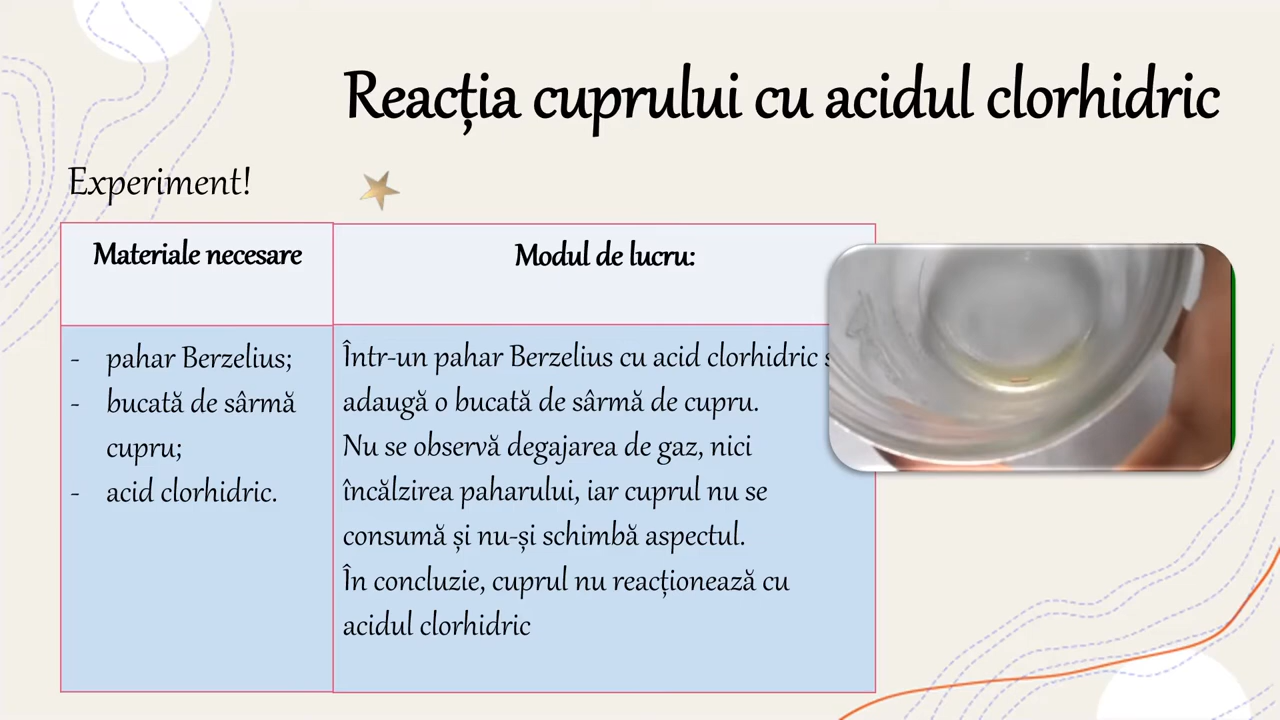 Reacția cuprului cu acidul clorhidric
Experiment!
Materiale necesare
- pahar Berzelius;
- bucată de sârmă
cupru;
- acid clorhidric.
Modul de lucru:
Într-un pahar Berzelius cu acid clorhidric
adaugă o bucată de sârmă de cupru.
Nu se observă degajarea de gaz, nici
încălzirea paharului, iar cuprul nu se
consumă și nu-și schimbă aspectul.
În concluzie, cuprul nu reacționează cu
acidul clorhidric